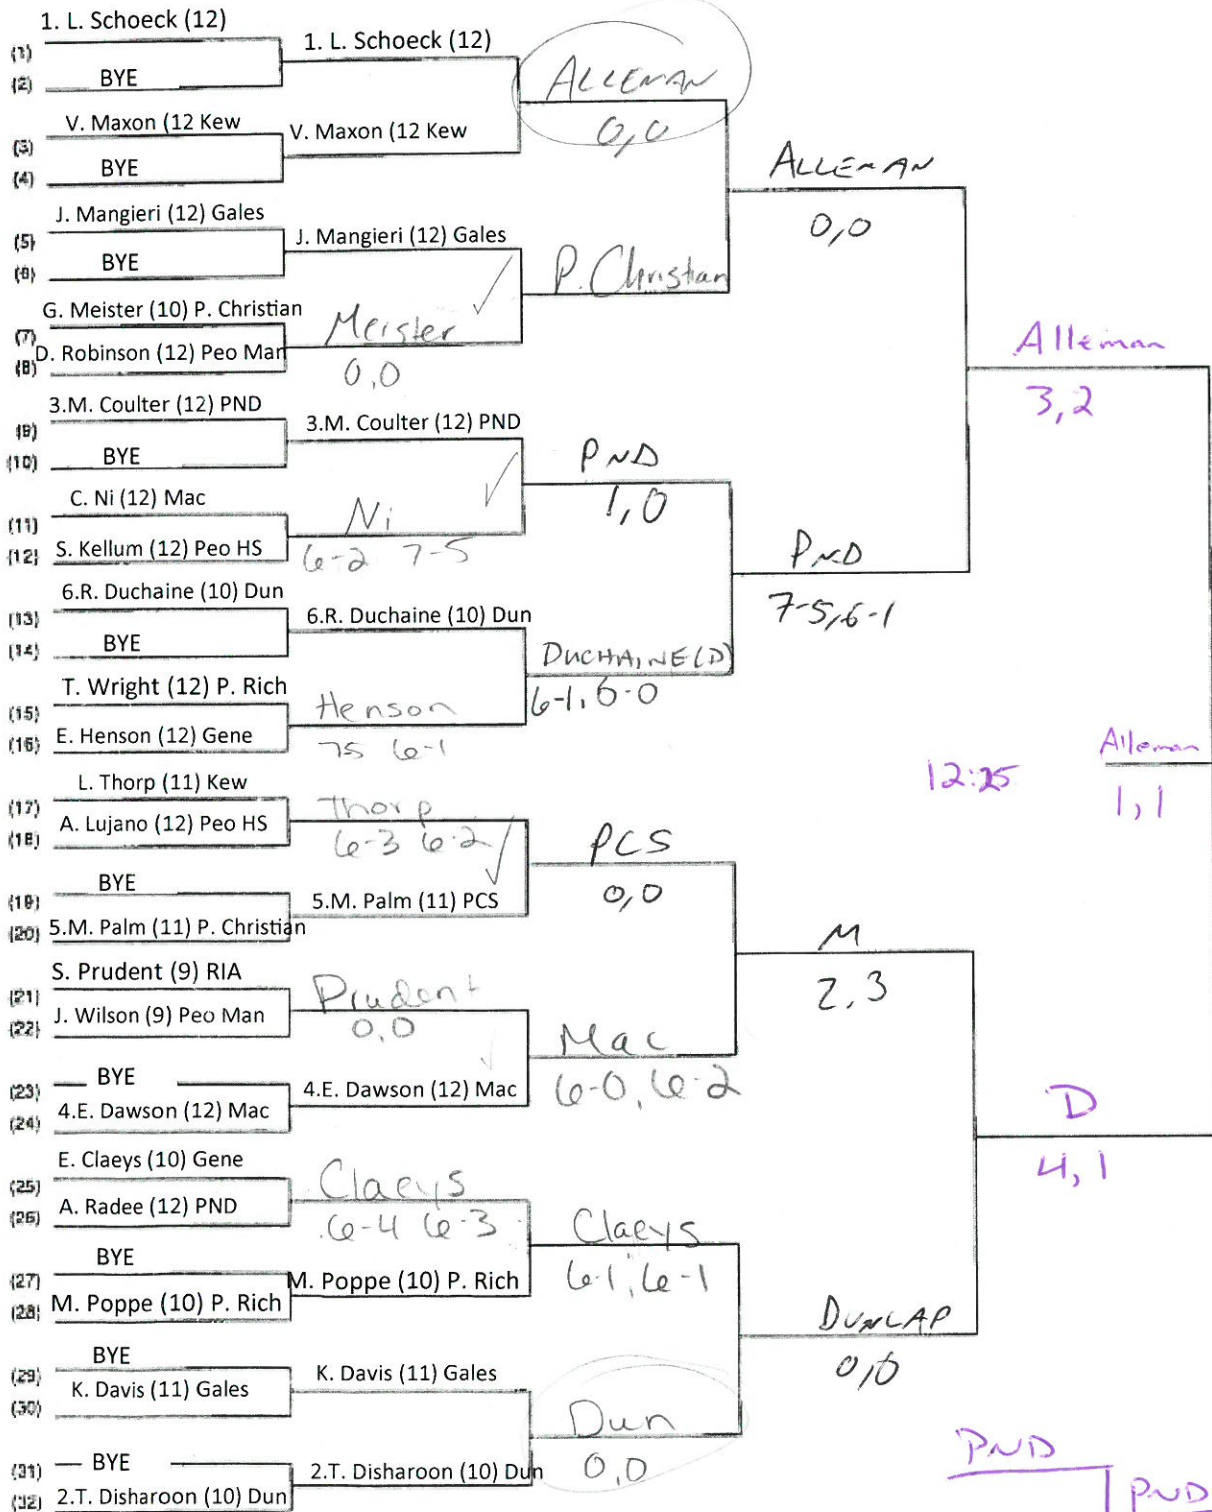 1. L. Schoeck (12)
(1)
BYE
(2)
V. Maxon (12 Kew
(3)
BYE
(4)
J. Mangieri (12) Gales
(5)
BYE
(6)
G. Meister (10) P. Christian
(7)
D. Robinson (12) Peo Man
(8)
3.M. Coulter (12) PND
(9)
BYE
(10)
C. Ni (12) Mac
(11)
S. Kellum (12) Peo HS
(12)
6.R. Duchaine (10) Dun
(13)
BYE
(14)
T. Wright (12) P. Rich
(15)
E. Henson (12) Gene
(16)
L. Thorp (11) Kew
(17)
A. Lujano (12) Peo HS
(18)
BYE
(19)
5.M. Palm (11) P. Christian
(20)
S. Prudent (9) RIA
(21)
J. Wilson (9) Peo Man
(22)
BYE
(23)
4.E. Dawson (12) Mac
(24)
E. Claeys (10) Gene
(25)
A. Radee (12) PND
(26)
BYE
(27)
M. Poppe (10) P. Rich
(28)
BYE
(29)
K. Davis (11) Gales
(30)
BYE
(31)
2.T. Disharoon (10) Dun
(32)
1. L. Schoeck (12)
V. Maxon (12 Kew
J. Mangieri (12) Gales
Meister
0,0
3.M. Coulter (12) PND
Ni
6-2 7-5
6.R. Duchaine (10) Dun
Henson
75 6-1
Thorp
6-3 6-2
5.M. Palm (11) PCS
Prudent
0,0
4.E. Dawson (12) Mac
Claeys
6-4 6-3
M. Poppe (10) P. Rich
K. Davis (11) Gales
2.T. Disharoon (10) Dun
ALLEMAN
0,0
P. Christian
PND
1,0
DUCHAINE(D)
6-1, 6-0
PCS
0,0
Mac
6-0, 6-2
Claeys
6-1, 6-1
Dun
0,0
ALLEMAN
0,0
PND
7-5, 6-1
M
2,3
DUNLAP
0,0
Alleman
3,2
D
4,1
12:25
Alleman
1,1
PND
PND